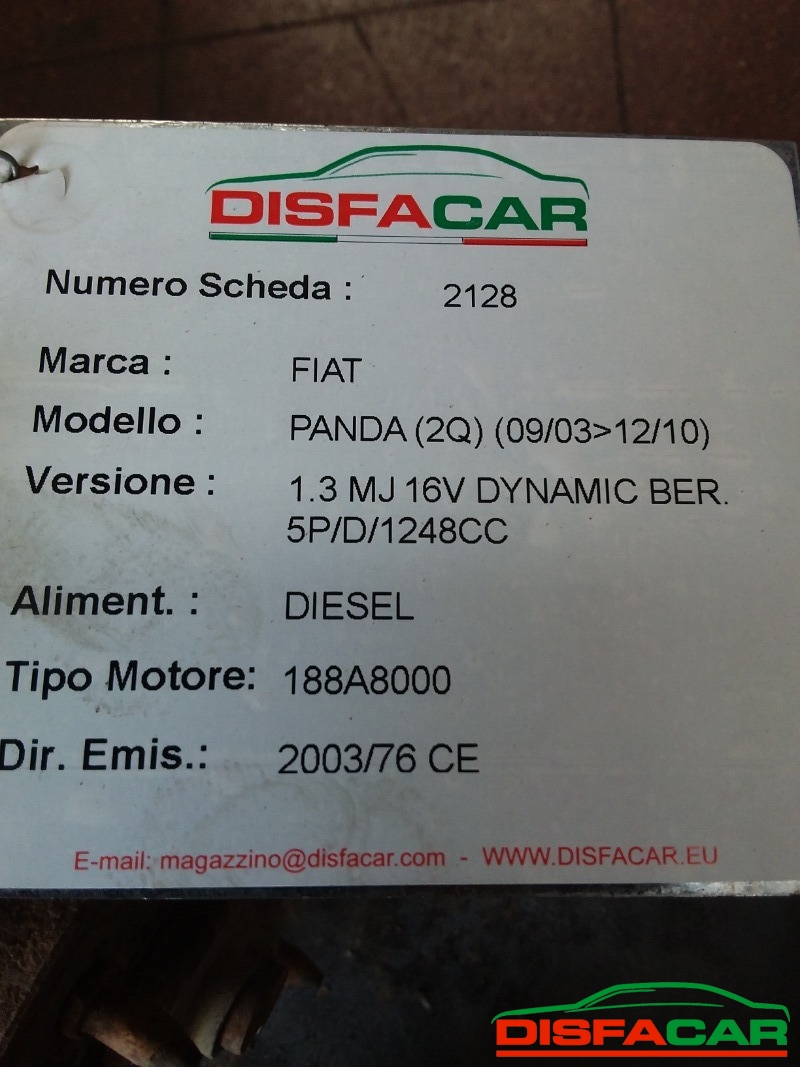 DISFACAR
Numero Scheda : 2128
Marca : FIAT
Modello : PANDA (2Q) (09/03>12/10)
Versione : 1.3 MJ 16V DYNAMIC BER.
5P/D/1248CC
Aliment. : DIESEL
Tipo Motore: 188A8000
Dir. Emis.: 2003/76 CE
E-mail: magazzino@disfacar.com - WWW.DISFACAR.EU
DISFACAR